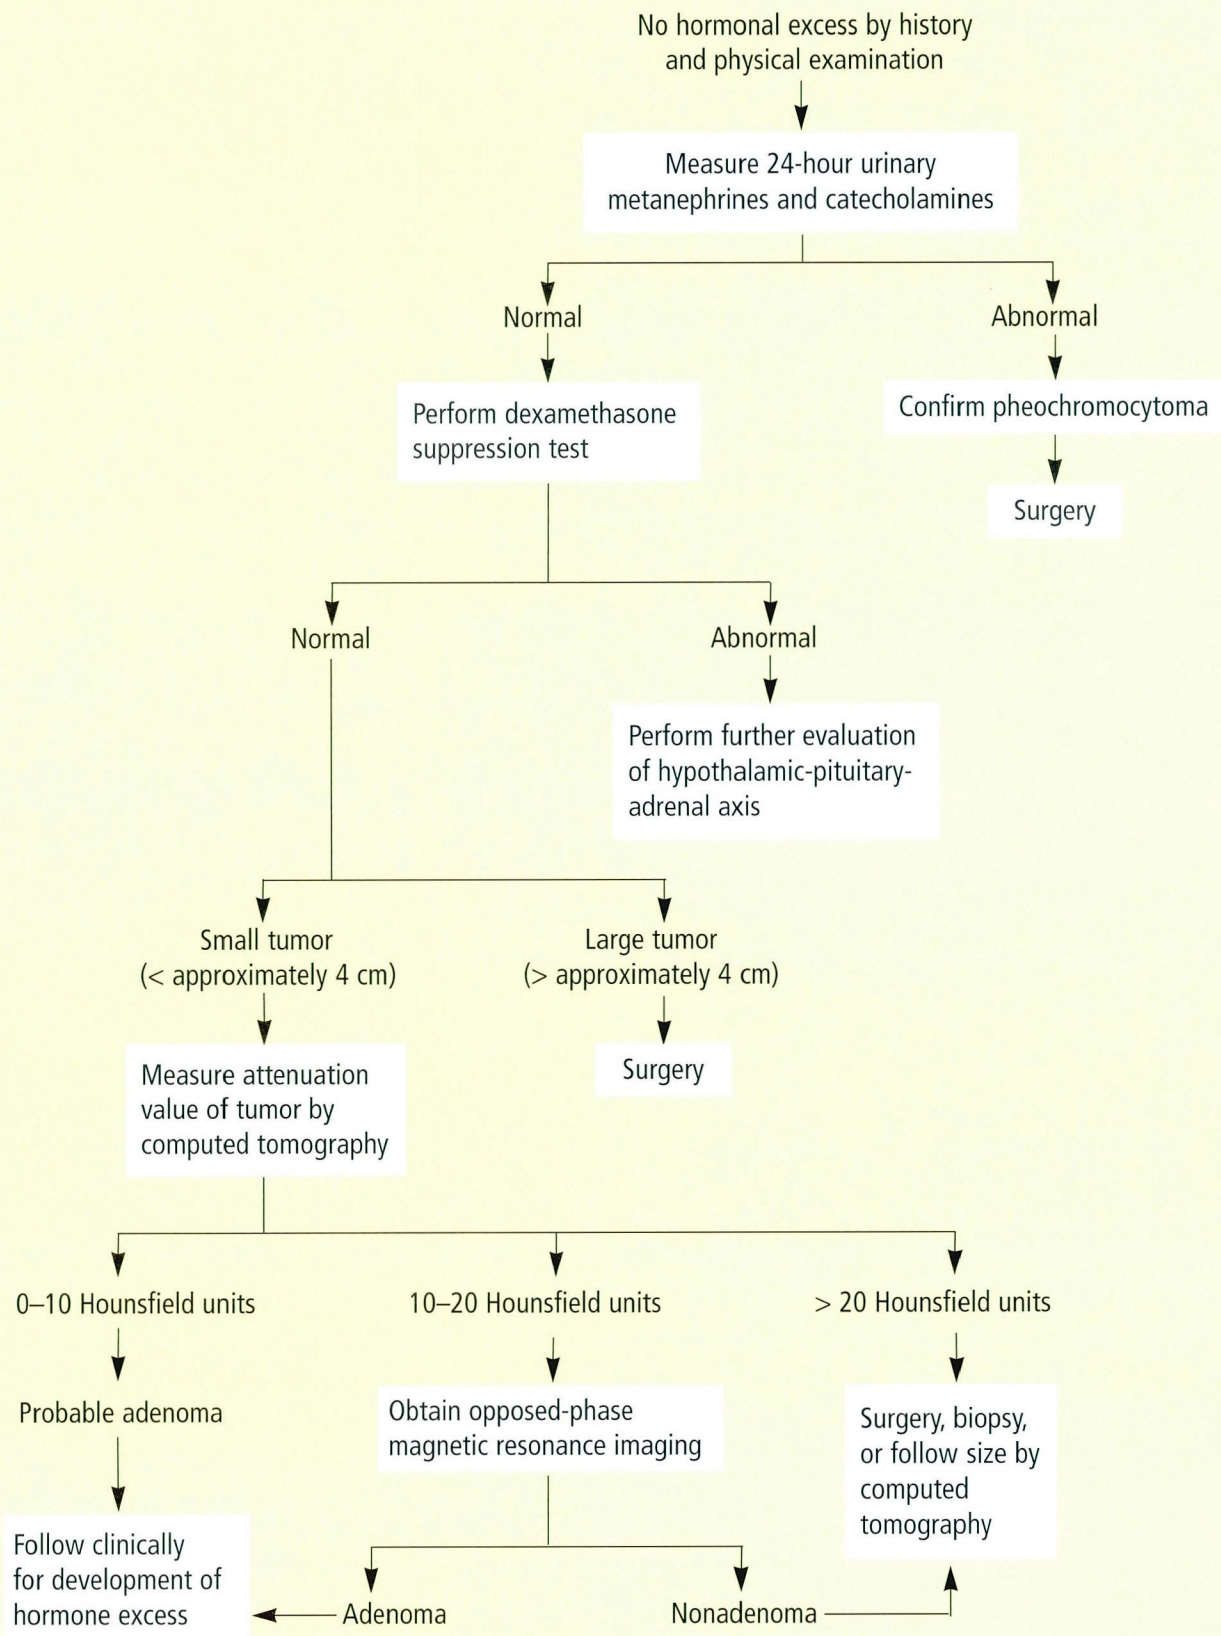 No hormonal excess by history
and physical examination
Measure 24-hour urinary
metanephrines and catecholamines
Normal
Abnormal
Perform dexamethasone
suppression test
Confirm pheochromocytoma
Surgery
Normal
Abnormal
Perform further evaluation
of hypothalamic-pituitary-
adrenal axis
Small tumor
(< approximately 4 cm)
Large tumor
(> approximately 4 cm)
Measure attenuation
value of tumor by
computed tomography
Surgery
0–10 Hounsfield units
10–20 Hounsfield units
> 20 Hounsfield units
Probable adenoma
Obtain opposed-phase
magnetic resonance imaging
Surgery, biopsy,
or follow size by
computed
tomography
Follow clinically
for development of
hormone excess
Adenoma
Nonadenoma